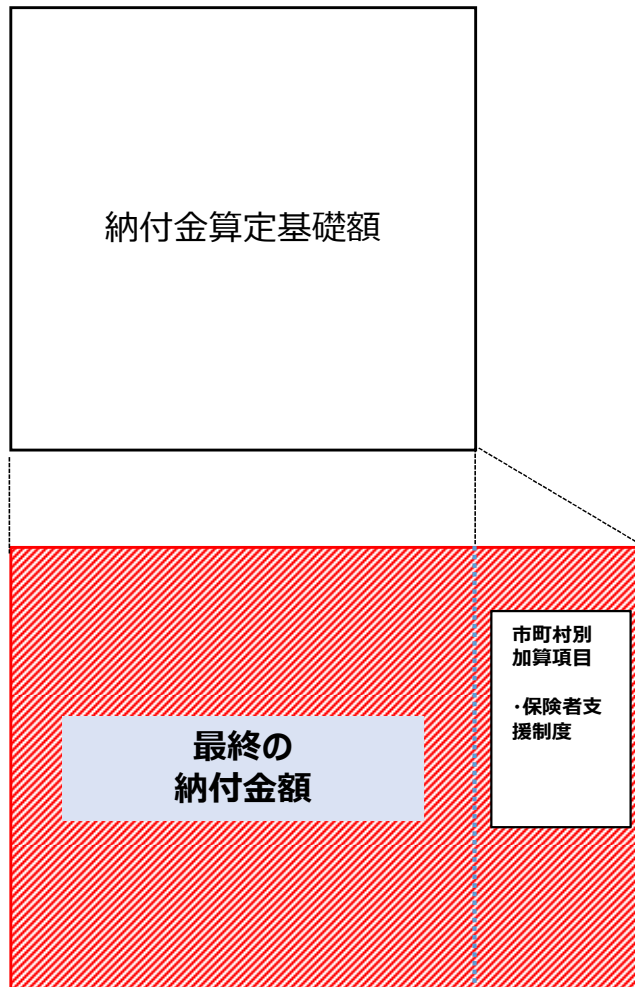 納付金算定基礎額
市町村別
加算項目
・保険者支
援制度
最終の
納付金額